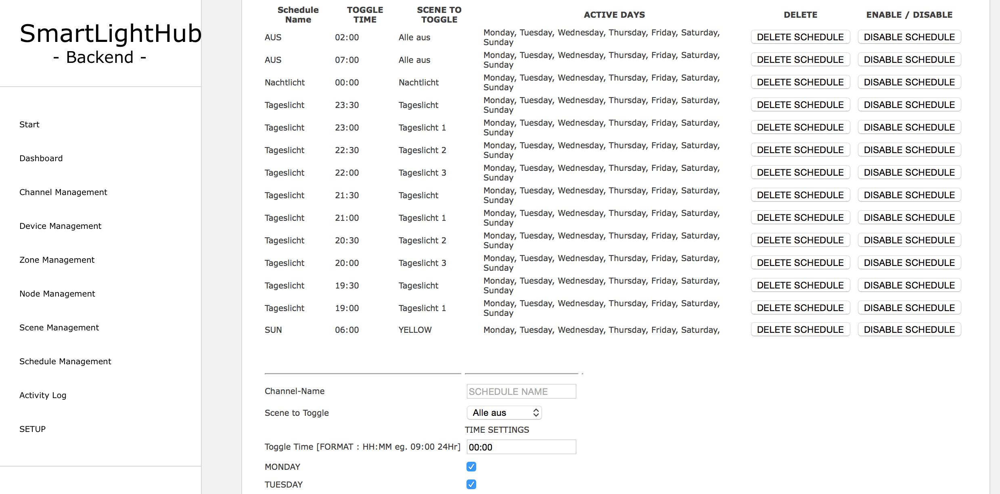 SmartLightHub
- Backend -
Start
Dashboard
Channel Management
Device Management
Zone Management
Node Management
Scene Management
Schedule Management
Activity Log
SETUP
Schedule Name TOGGLE TIME SCENE TO TOGGLE ACTIVE DAYS DELETE ENABLE / DISABLE
AUS 02:00 Alle aus Monday, Tuesday, Wednesday, Thursday, Friday, Saturday, Sunday DELETE SCHEDULE DISABLE SCHEDULE
AUS 07:00 Alle aus Monday, Tuesday, Wednesday, Thursday, Friday, Saturday, Sunday DELETE SCHEDULE DISABLE SCHEDULE
Nachtlicht 00:00 Nachtlicht Monday, Tuesday, Wednesday, Thursday, Friday, Saturday, Sunday DELETE SCHEDULE DISABLE SCHEDULE
Tageslicht 23:30 Tageslicht Monday, Tuesday, Wednesday, Thursday, Friday, Saturday, Sunday DELETE SCHEDULE DISABLE SCHEDULE
Tageslicht 23:00 Tageslicht 1 Monday, Tuesday, Wednesday, Thursday, Friday, Saturday, Sunday DELETE SCHEDULE DISABLE SCHEDULE
Tageslicht 22:30 Tageslicht 2 Monday, Tuesday, Wednesday, Thursday, Friday, Saturday, Sunday DELETE SCHEDULE DISABLE SCHEDULE
Tageslicht 22:00 Tageslicht 3 Monday, Tuesday, Wednesday, Thursday, Friday, Saturday, Sunday DELETE SCHEDULE DISABLE SCHEDULE
Tageslicht 21:30 Tageslicht Monday, Tuesday, Wednesday, Thursday, Friday, Saturday, Sunday DELETE SCHEDULE DISABLE SCHEDULE
Tageslicht 21:00 Tageslicht 1 Monday, Tuesday, Wednesday, Thursday, Friday, Saturday, Sunday DELETE SCHEDULE DISABLE SCHEDULE
Tageslicht 20:30 Tageslicht 2 Monday, Tuesday, Wednesday, Thursday, Friday, Saturday, Sunday DELETE SCHEDULE DISABLE SCHEDULE
Tageslicht 20:00 Tageslicht 3 Monday, Tuesday, Wednesday, Thursday, Friday, Saturday, Sunday DELETE SCHEDULE DISABLE SCHEDULE
Tageslicht 19:30 Tageslicht Monday, Tuesday, Wednesday, Thursday, Friday, Saturday, Sunday DELETE SCHEDULE DISABLE SCHEDULE
Tageslicht 19:00 Tageslicht 1 Monday, Tuesday, Wednesday, Thursday, Friday, Saturday, Sunday DELETE SCHEDULE DISABLE SCHEDULE
SUN 06:00 YELLOW Monday, Tuesday, Wednesday, Thursday, Friday, Saturday, DELETE SCHEDULE DISABLE SCHEDULE
Channel-Name SCHEDULE NAME
Scene to Toggle Alle aus
TIME SETTINGS
Toggle Time [FORMAT : HH:MM eg. 09:00 24Hr] 00:00
MONDAY
TUESDAY